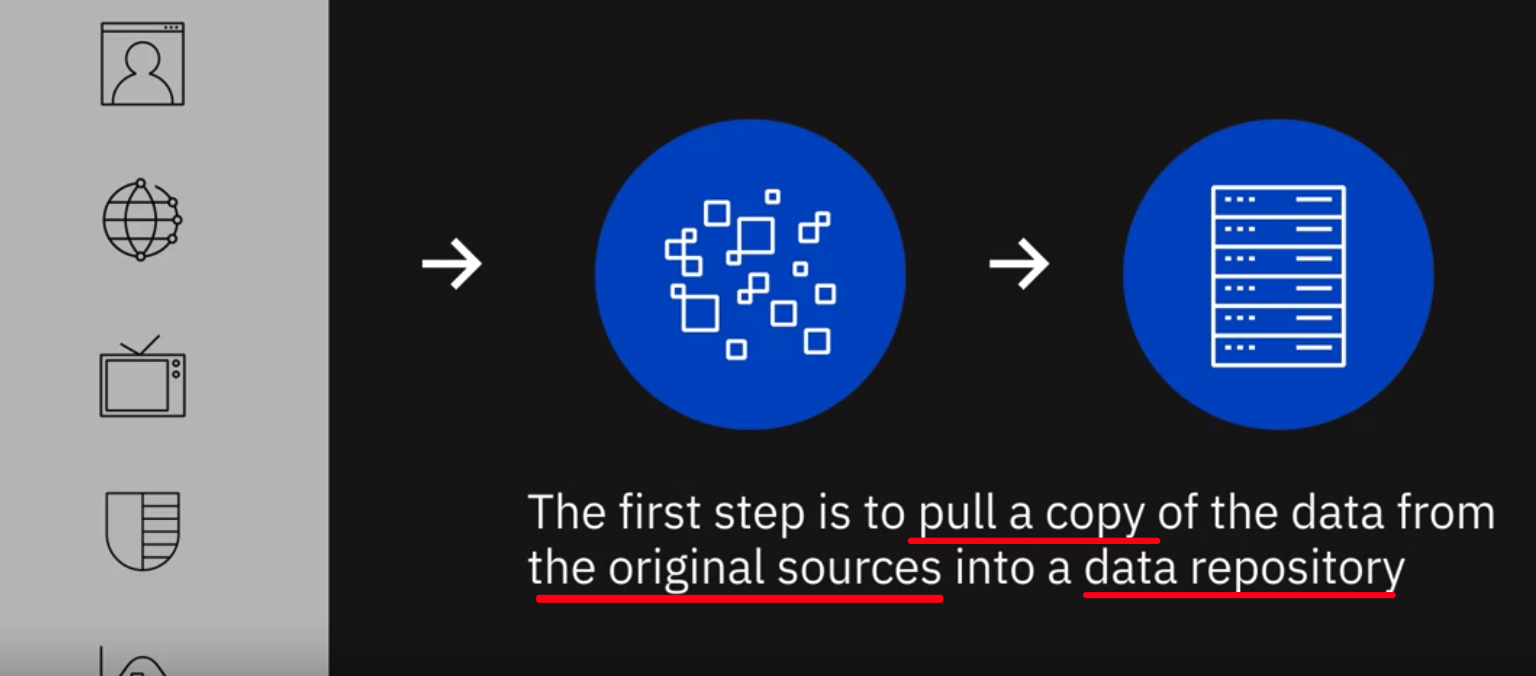 The first step is to pull a copy of the data from
the original sources into a data repository